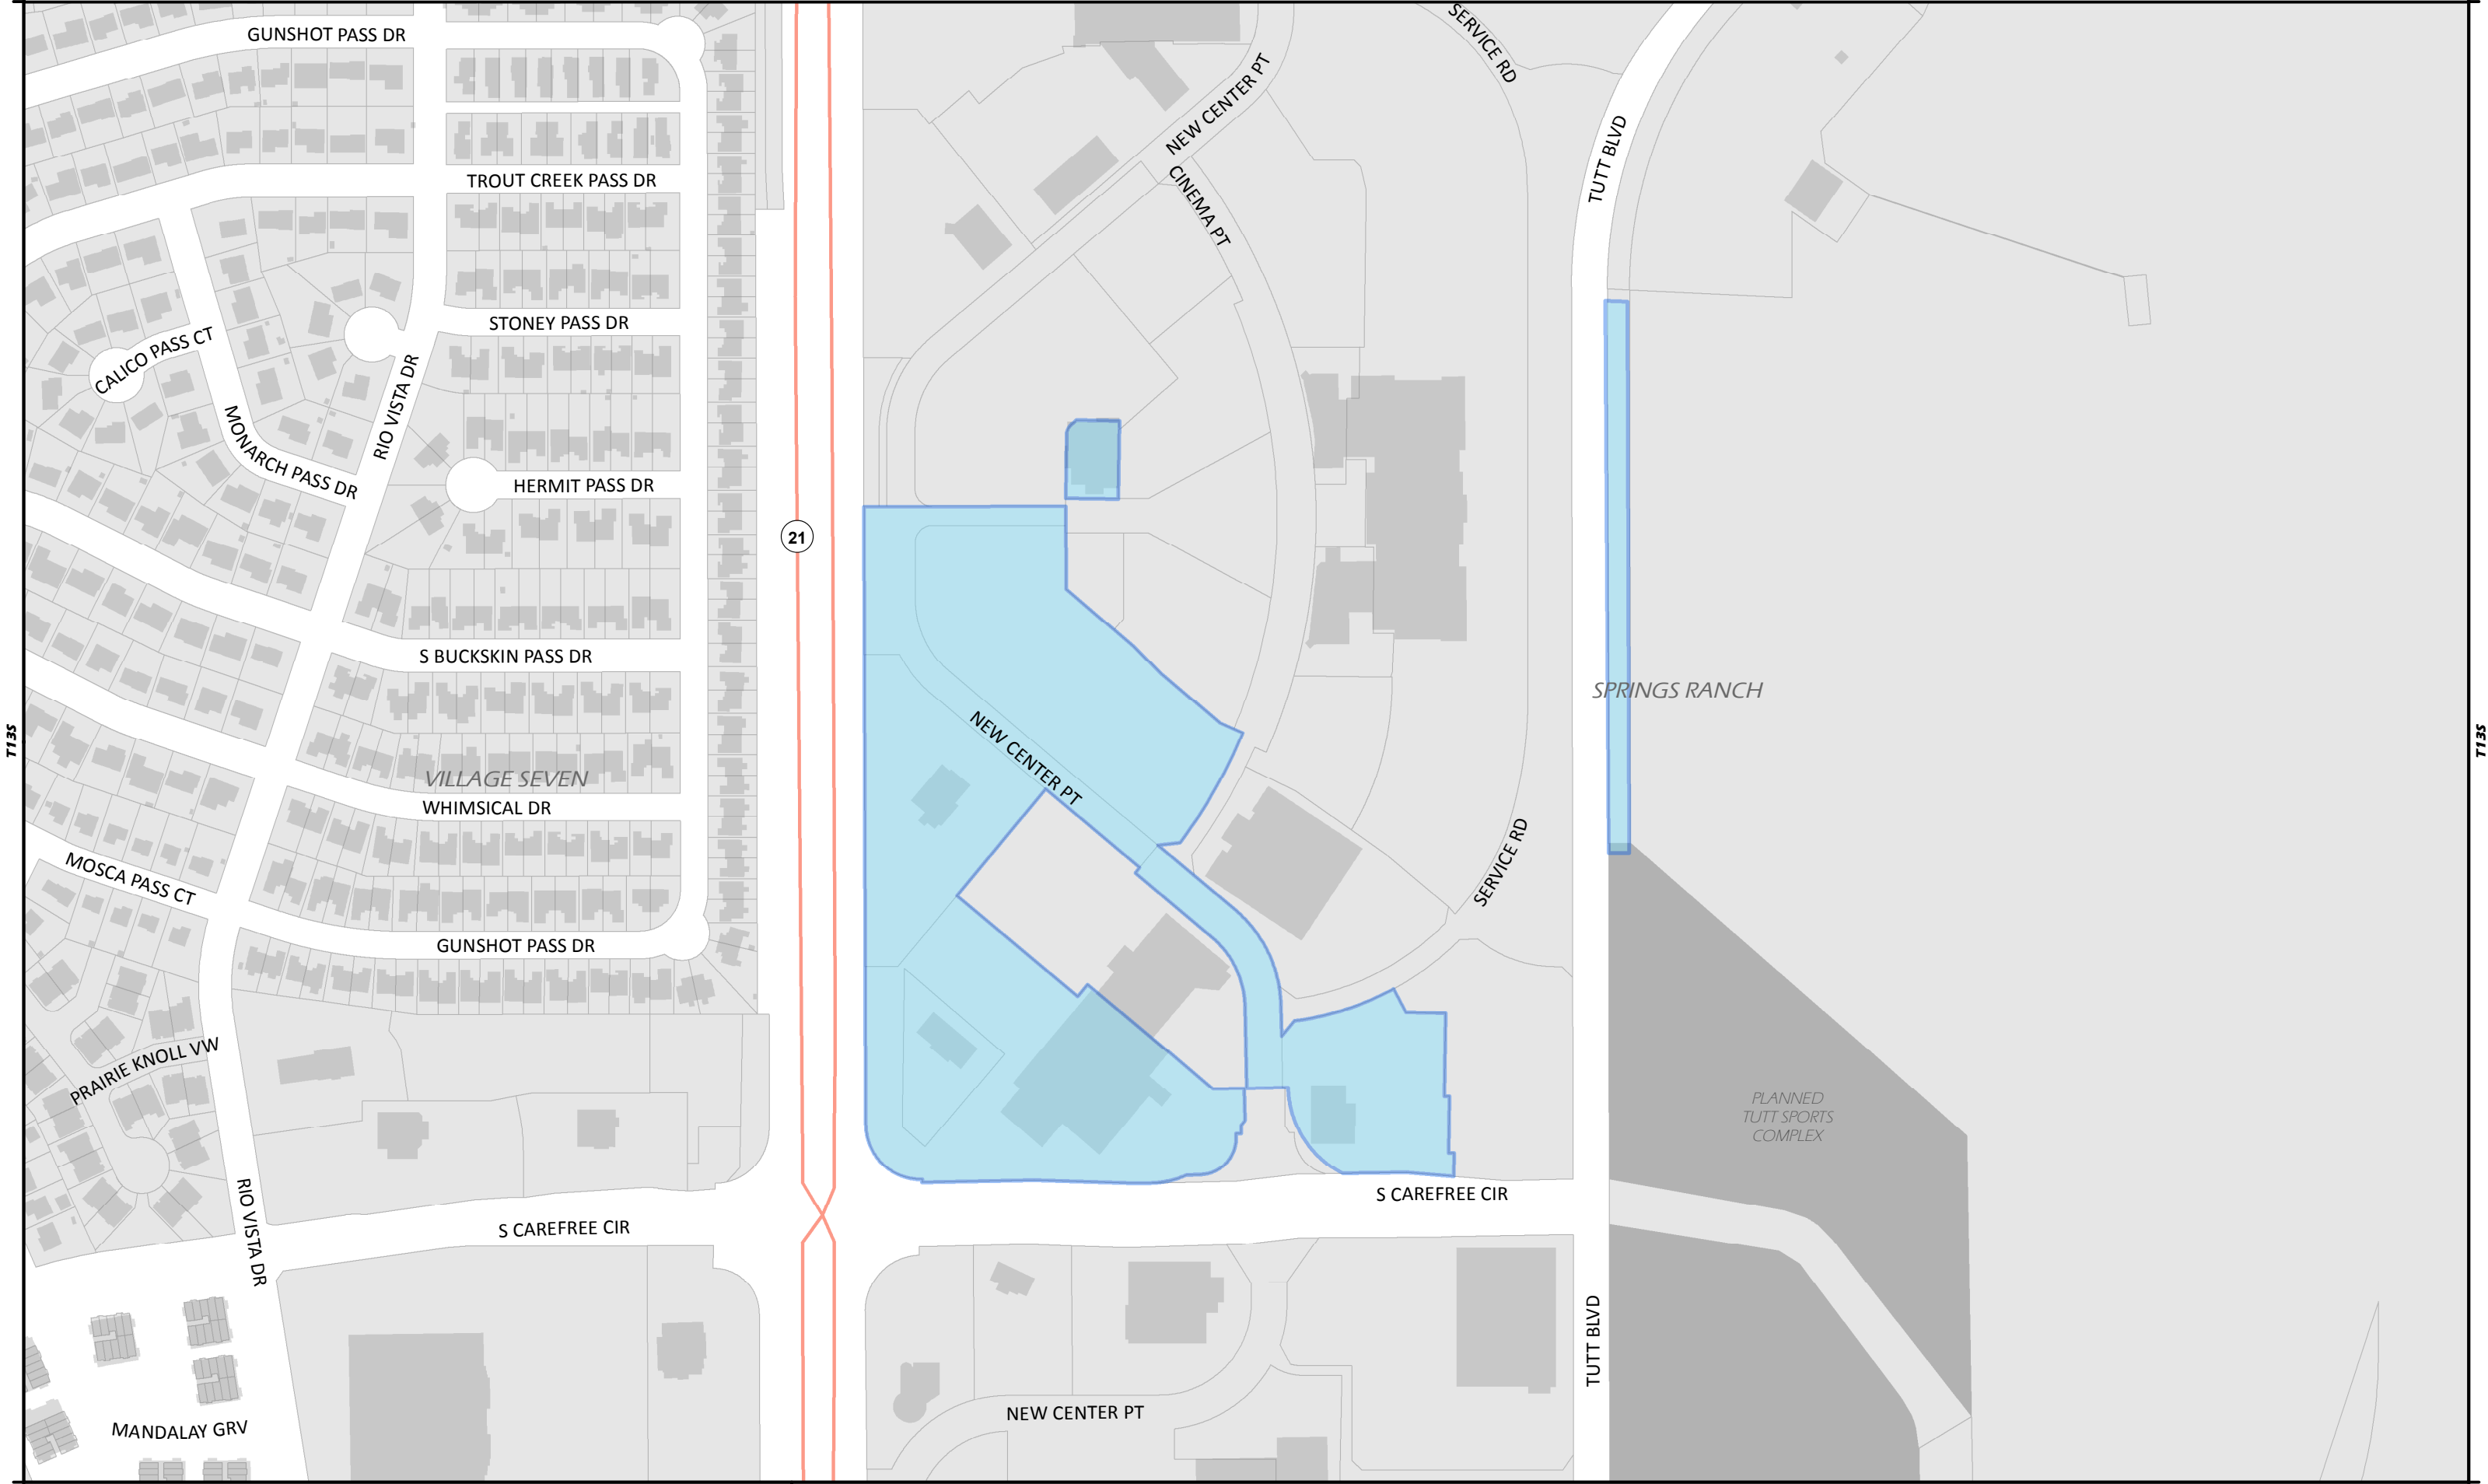 GUNSHOT PASS DR
SERVICE RD
NEW CENTER PT
TUTT BLVD
TROUT CREEK PASS DR
CINEMA PT
STONEY PASS DR
CALICO PASS CT
RIO VISTA DR
MONARCH PASS DR
HERMIT PASS DR
21
S BUCKSKIN PASS DR
SPRINGS RANCH
T13S
T13S
NEW CENTER PT
VILLAGE SEVEN
WHIMSICAL DR
SERVICE RD
MOSCA PASS CT
GUNSHOT PASS DR
PRAIRIE KNOLL VW
PLANNED
TUTT SPORTS
COMPLEX
S CAREFREE CIR
RIO VISTA DR
S CAREFREE CIR
TUTT BLVD
NEW CENTER PT
MANDALAY GRV